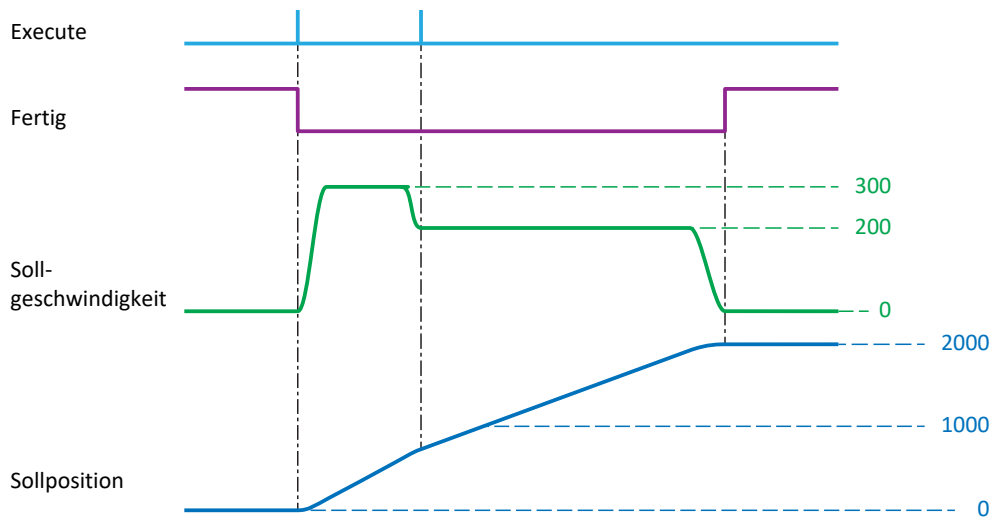 Execute
Fertig
300
200
Soll-
geschwindigkeit
0
2000
1000
Sollposition
0